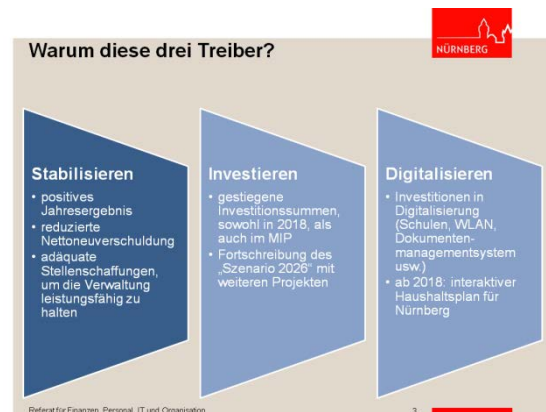 NÜRNBERG
Warum diese drei Treiber?
Stabilisieren
• positives
Jahresergebnis
• reduzierte
Nettoneuverschuldung
• adäquate
Stellenschaffungen,
um die Verwaltung
leistungsfähig zu
halten
Investieren
• gestiegene
Investitionssummen,
sowohl in 2018, als
auch im MIP
• Fortschreibung des
„Szenario 2026“ mit
weiteren Projekten
Digitalisieren
• Investitionen in
Digitalisierung
(Schulen, WLAN,
Dokumenten-
managementsystem
usw.)
• ab 2018: interaktiver
Haushaltsplan für
Nürnberg
Referat für Finanzen, Personal, IT und Organisation
3